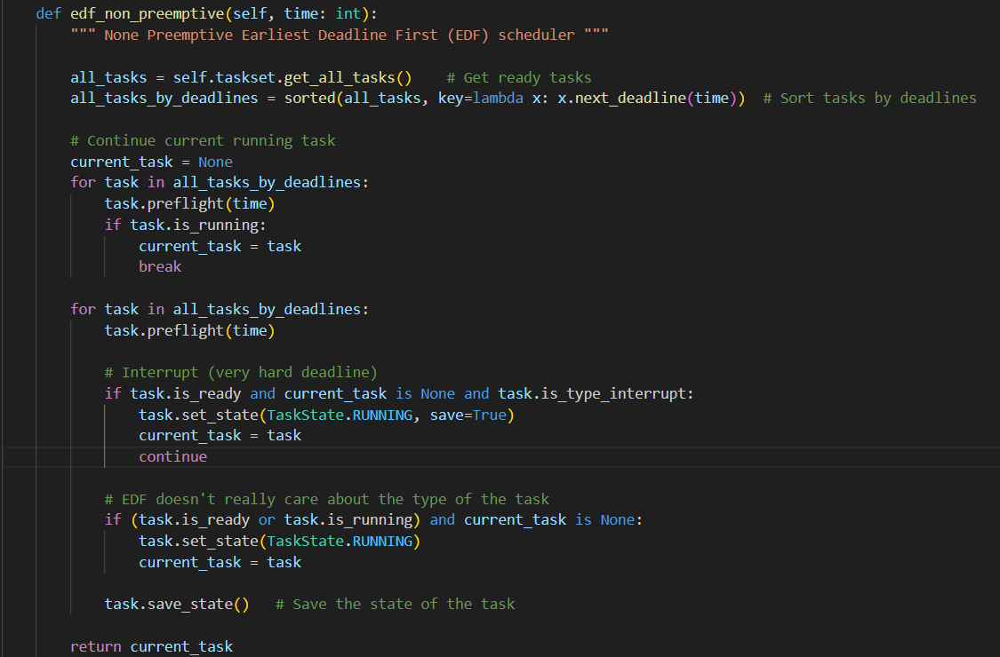 def edf_non_preemptive(self, time: int):
    """ None Preemptive Earliest Deadline First (EDF) scheduler """

    all_tasks = self.taskset.get_all_tasks()    # Get ready tasks
    all_tasks_by_deadlines = sorted(all_tasks, key=lambda x: x.next_deadline(time))  # Sort tasks by deadlines

    # Continue current running task
    current_task = None
    for task in all_tasks_by_deadlines:
        task.preflight(time)
        if task.is_running:
            current_task = task
            break

    for task in all_tasks_by_deadlines:
        task.preflight(time)

        # Interrupt (very hard deadline)
        if task.is_ready and current_task is None and task.is_type_interrupt:
            task.set_state(TaskState.RUNNING, save=True)
            current_task = task
            continue

        # EDF doesn't really care about the type of the task
        if (task.is_ready or task.is_running) and current_task is None:
            task.set_state(TaskState.RUNNING)
            current_task = task

        task.save_state()   # Save the state of the task

    return current_task